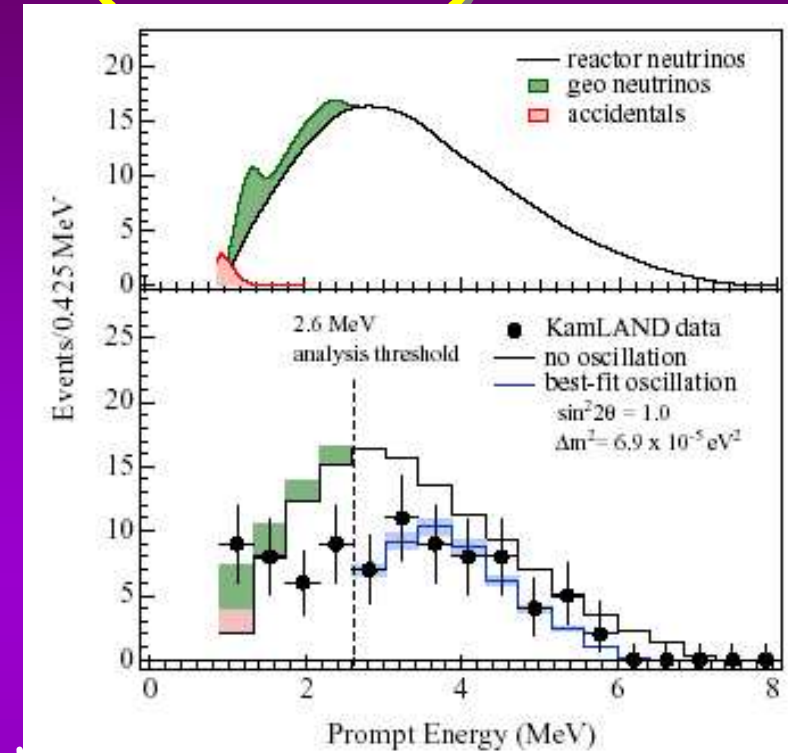 20
15
10
5
0
reactor neutrinos
geo neutrinos
accidentals
Events/0.425 MeV
25
20
15
10
5
0
2.6 MeV
analysis threshold
KamLAND data
no oscillation
best-fit oscillation
sin²2θ = 1.0
Δm²= 6.9 x 10⁻⁵ eV²
0 2 4 6 8
Prompt Energy (MeV)